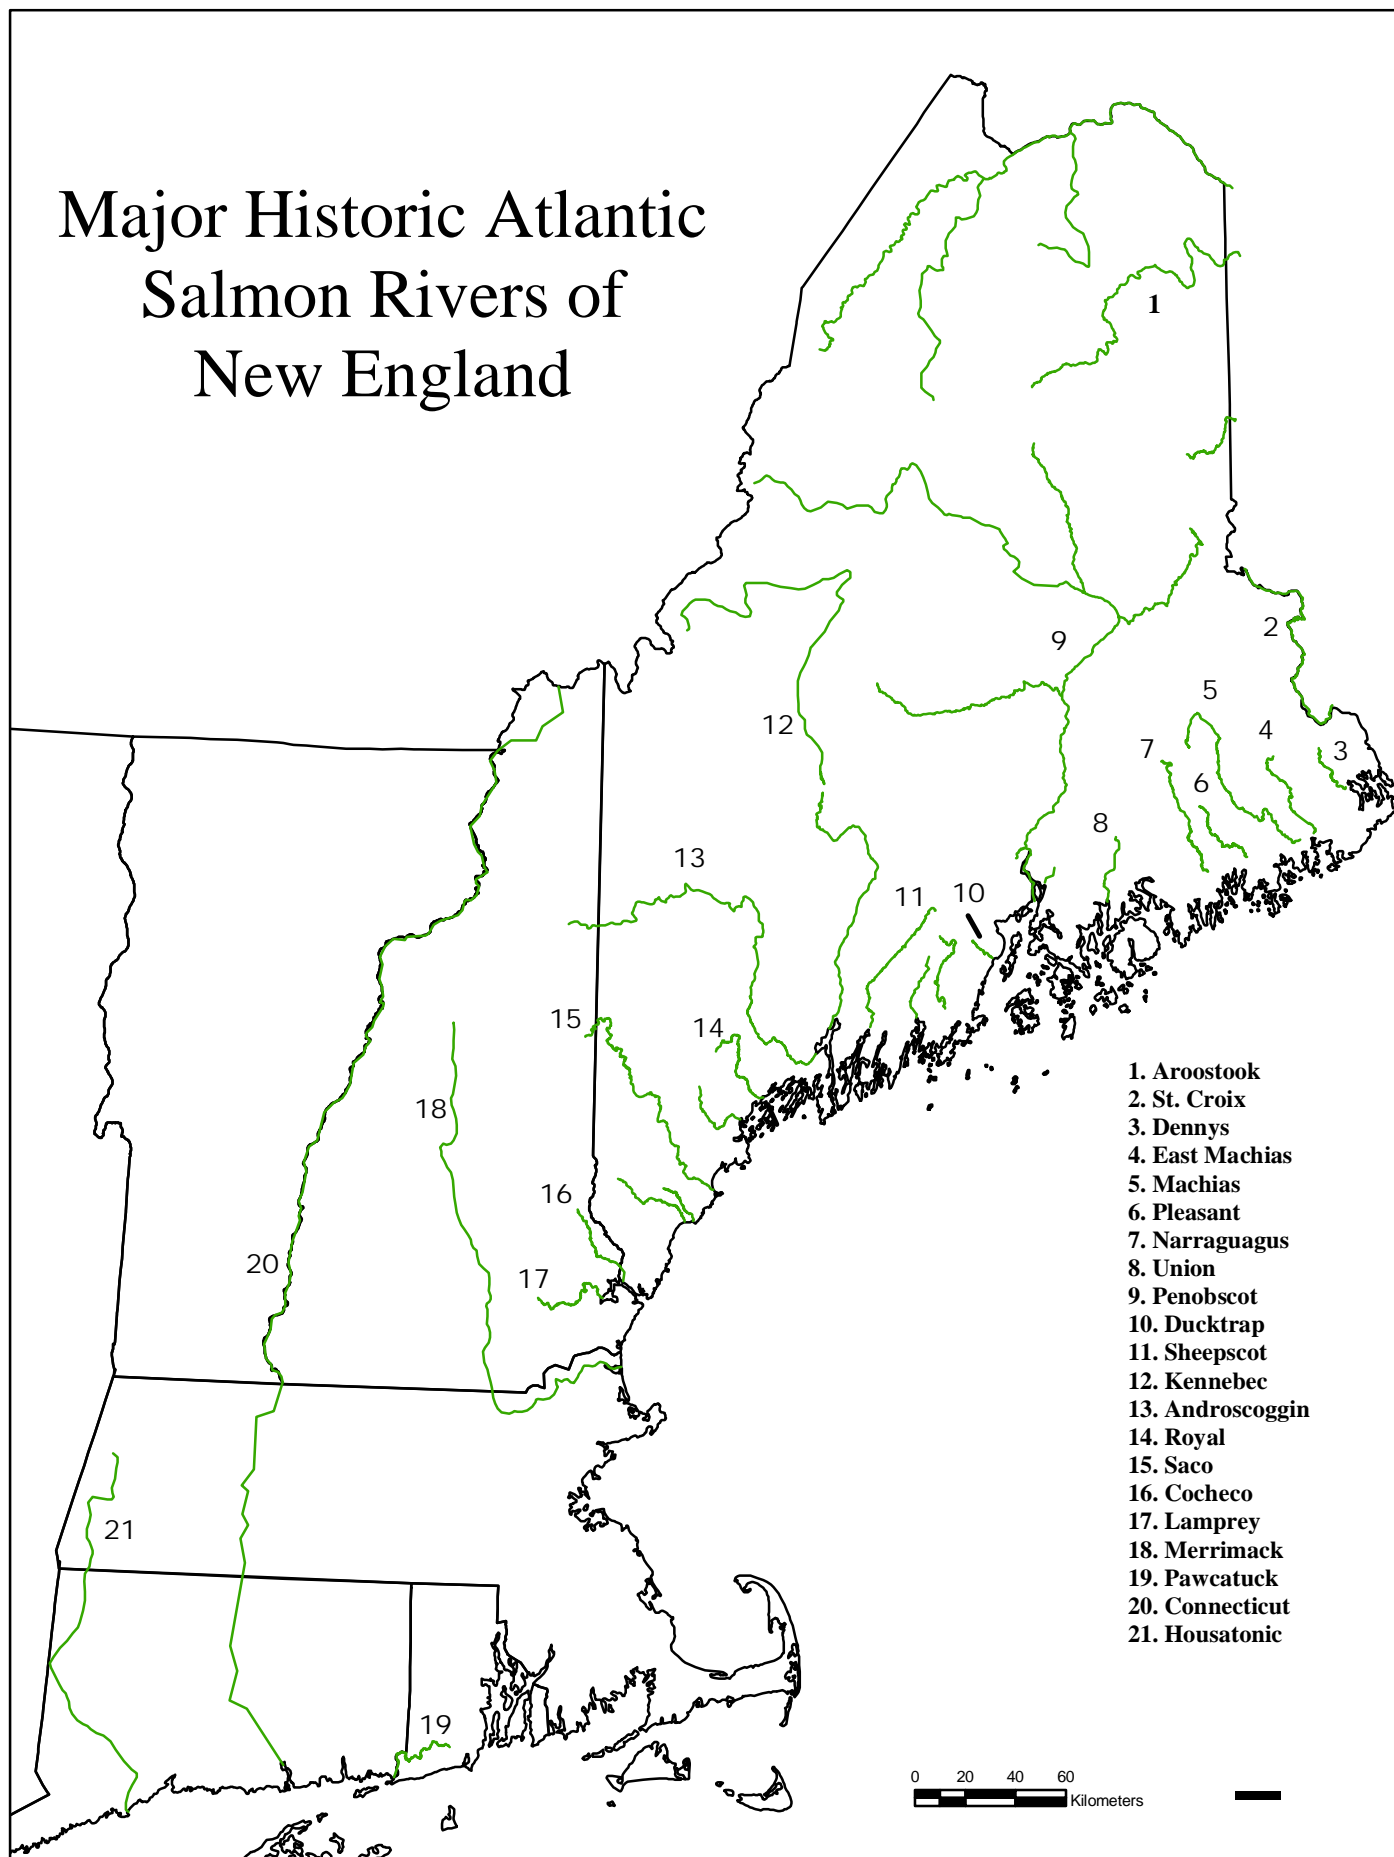 Major Historic Atlantic
Salmon Rivers of
New England
1
2
9
5
12
4
7
3
6
8
13
10
11
15
14
18
16
20
17
21
19
1. Aroostook
2. St. Croix
3. Dennys
4. East Machias
5. Machias
6. Pleasant
7. Narraguagus
8. Union
9. Penobscot
10. Ducktrap
11. Sheepscot
12. Kennebec
13. Androscoggin
14. Royal
15. Saco
16. Cocheco
17. Lamprey
18. Merrimack
19. Pawcatuck
20. Connecticut
21. Housatonic
0 20 40 60
Kilometers